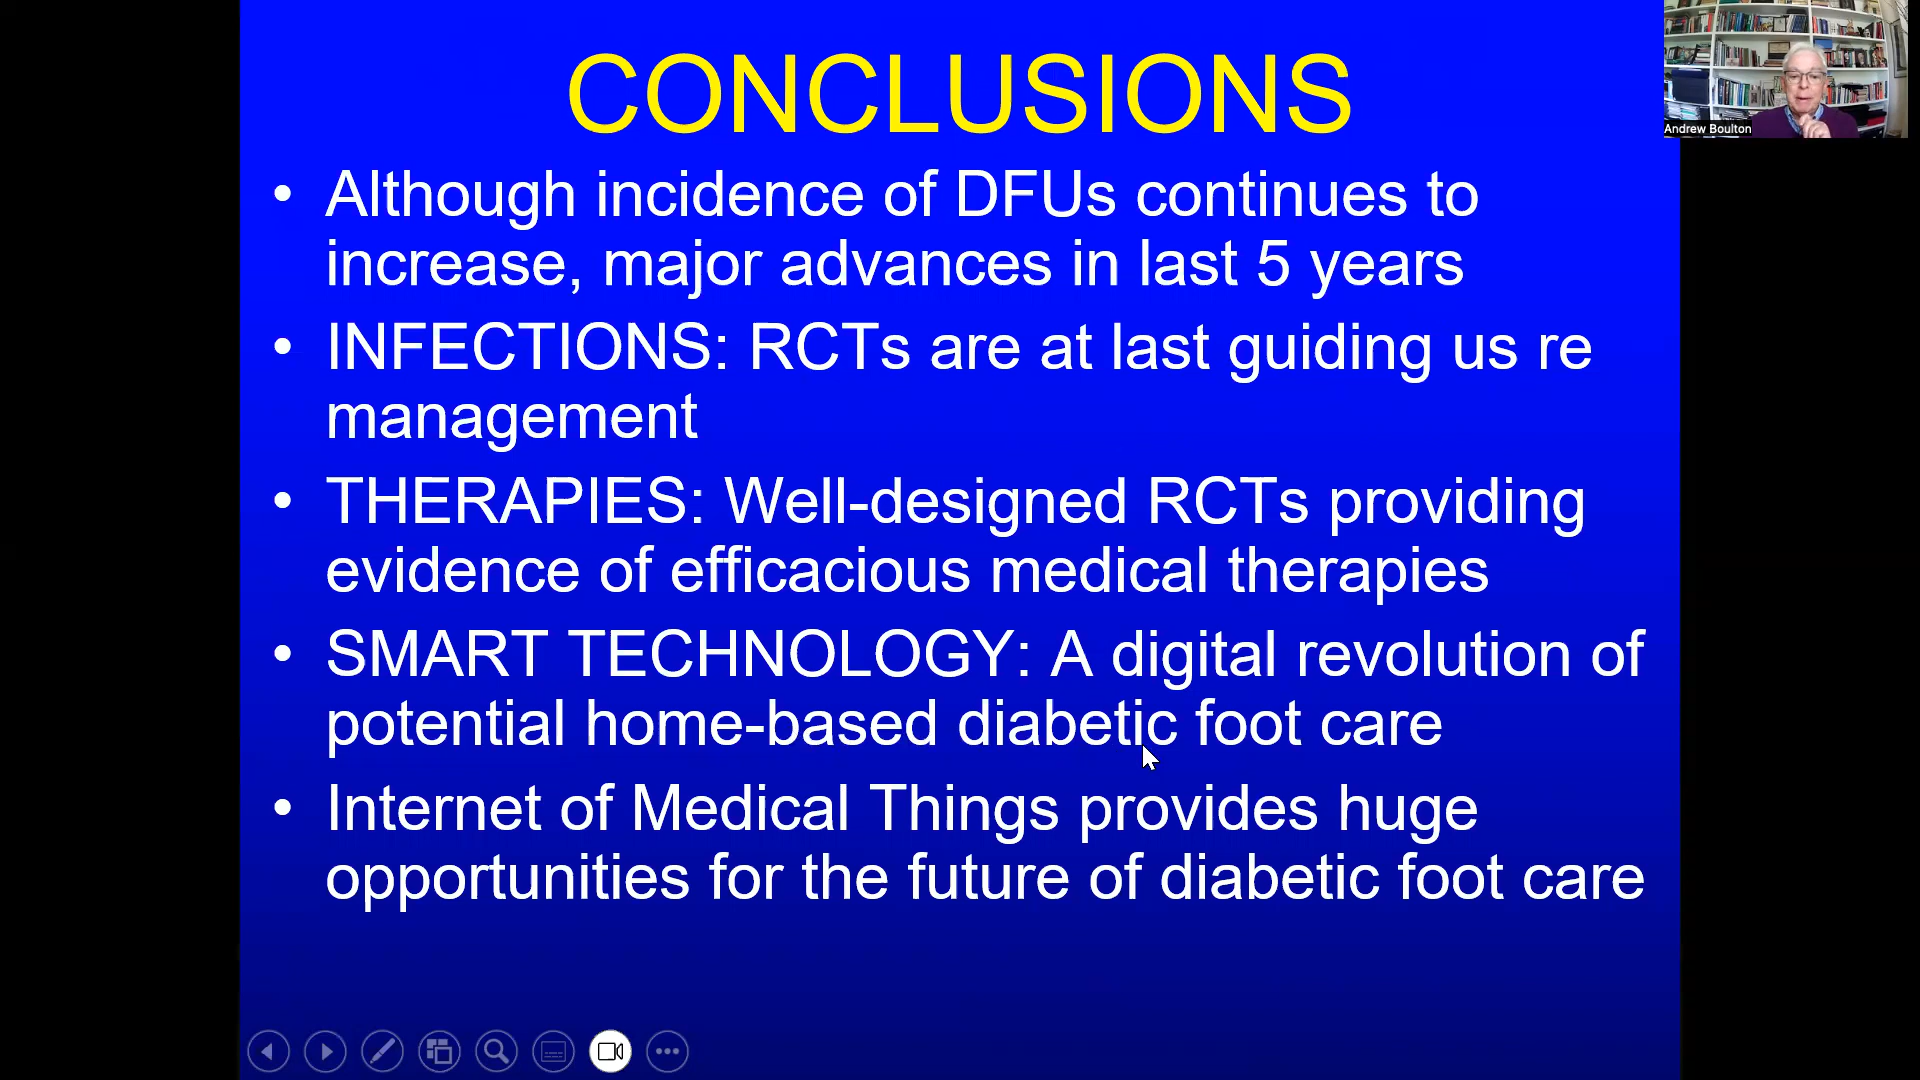 CONCLUSIONS
• Although incidence of DFUs continues to
increase, major advances in last 5 years
• INFECTIONS: RCTs are at last guiding us re
management
• THERAPIES: Well-designed RCTs providing
evidence of efficacious medical therapies
• SMART TECHNOLOGY: A digital revolution of
potential home-based diabetic foot care
• Internet of Medical Things provides huge
opportunities for the future of diabetic foot care
Andrew Boulton